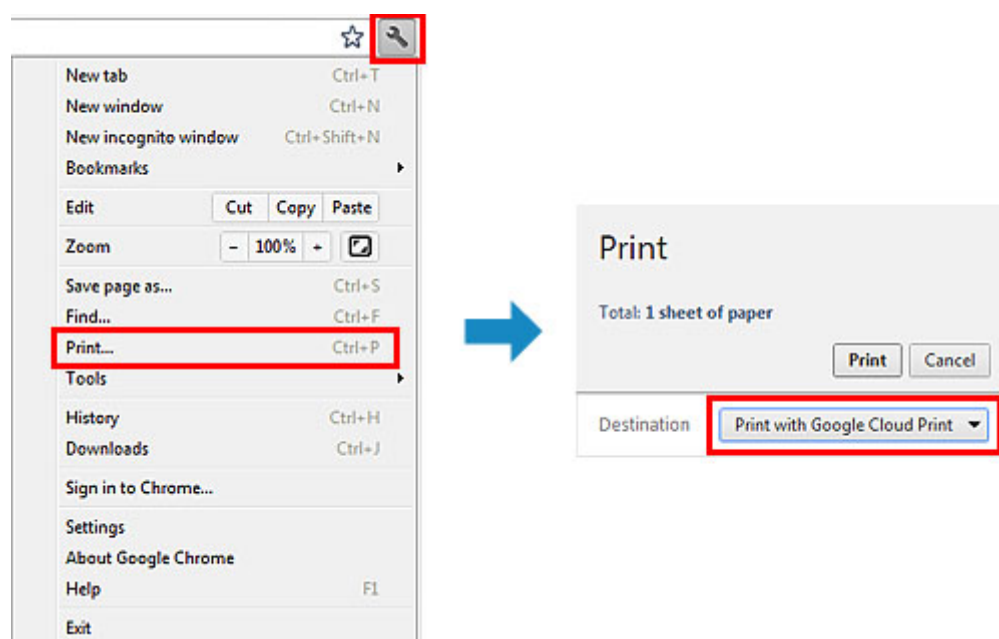 New tab Ctrl+T
New window Ctrl+N
New incognito window Ctrl+Shift+N
Bookmarks
Edit Cut Copy Paste
Zoom - 100% +
Save page as... Ctrl+S
Find... Ctrl+F
Print... Ctrl+P
Tools
History Ctrl+H
Downloads Ctrl+J
Sign in to Chrome...
Settings
About Google Chrome
Help F1
Exit
Print
Total: 1 sheet of paper
Print Cancel
Destination Print with Google Cloud Print